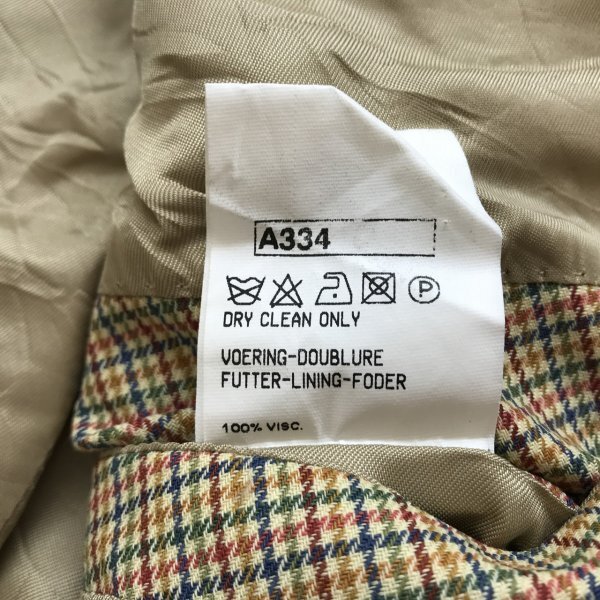 A334
P
DRY CLEAN ONLY
VOERING-DOUBLURE
FUTTER-LINING-FODER
100% VISC.